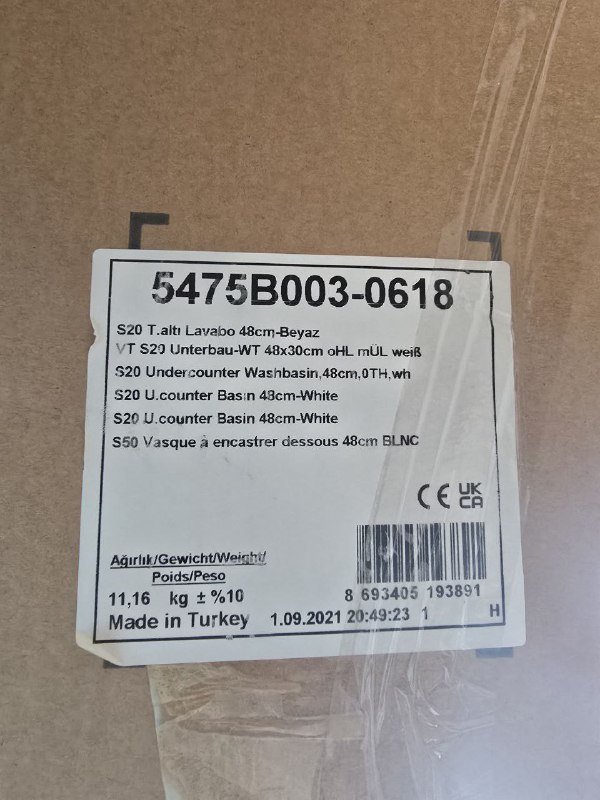 5475B003-0618
S20 T.altı Lavabo 48cm-Beyaz
VT S20 Unterbau-WT 48x30cm oHL mÜL weiß
S20 Undercounter Washbasin,48cm,0TH,wh
S20 U.counter Basin 48cm-White
S20 U.counter Basin 48cm-White
S50 Vasque à encastrer dessous 48cm BLNC
CE UK CA
Ağırlık/Gewicht/Weight/
Poids/Peso
11,16 kg ± %10
8 693405 193891
Made in Turkey 1.09.2021 20:49:23 1 H